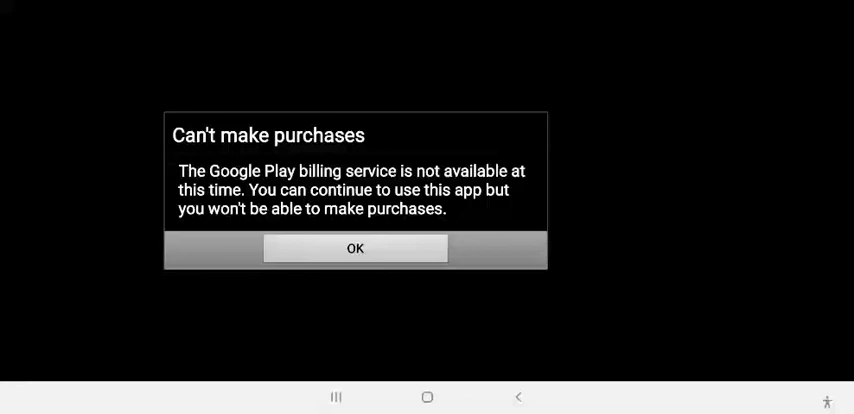 Can't make purchases
The Google Play billing service is not available at
this time. You can continue to use this app but
you won't be able to make purchases.
OK